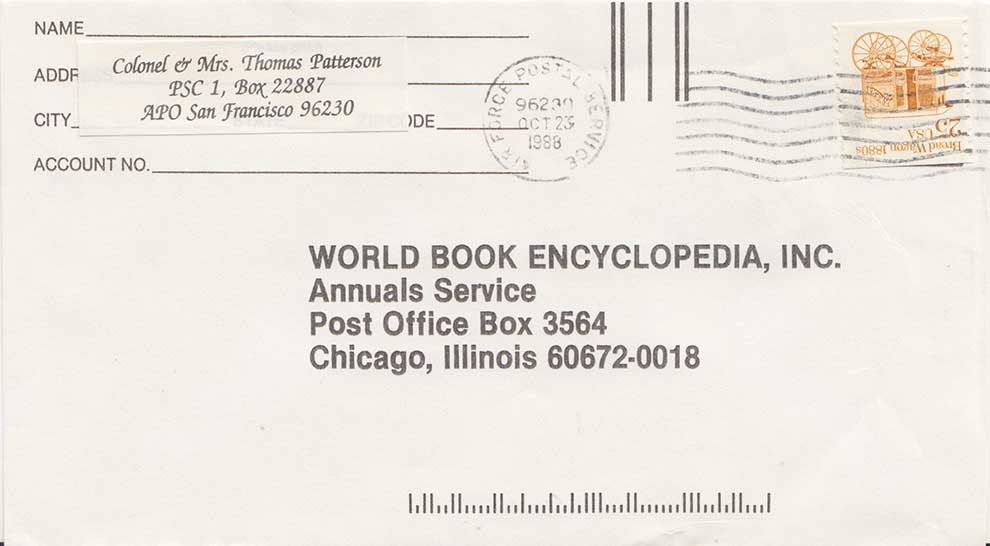 NAME
Colonel & Mrs. Thomas Patterson
PSC 1, Box 22887
APO San Francisco 96230
ADDR
CITY
ODE
ACCOUNT NO.
AIR FORCE POSTAL SERVICE
96230
OCT 23
1988
Bread Wagon 1880s
25
USA
WORLD BOOK ENCYCLOPEDIA, INC.
Annuals Service
Post Office Box 3564
Chicago, Illinois 60672-0018